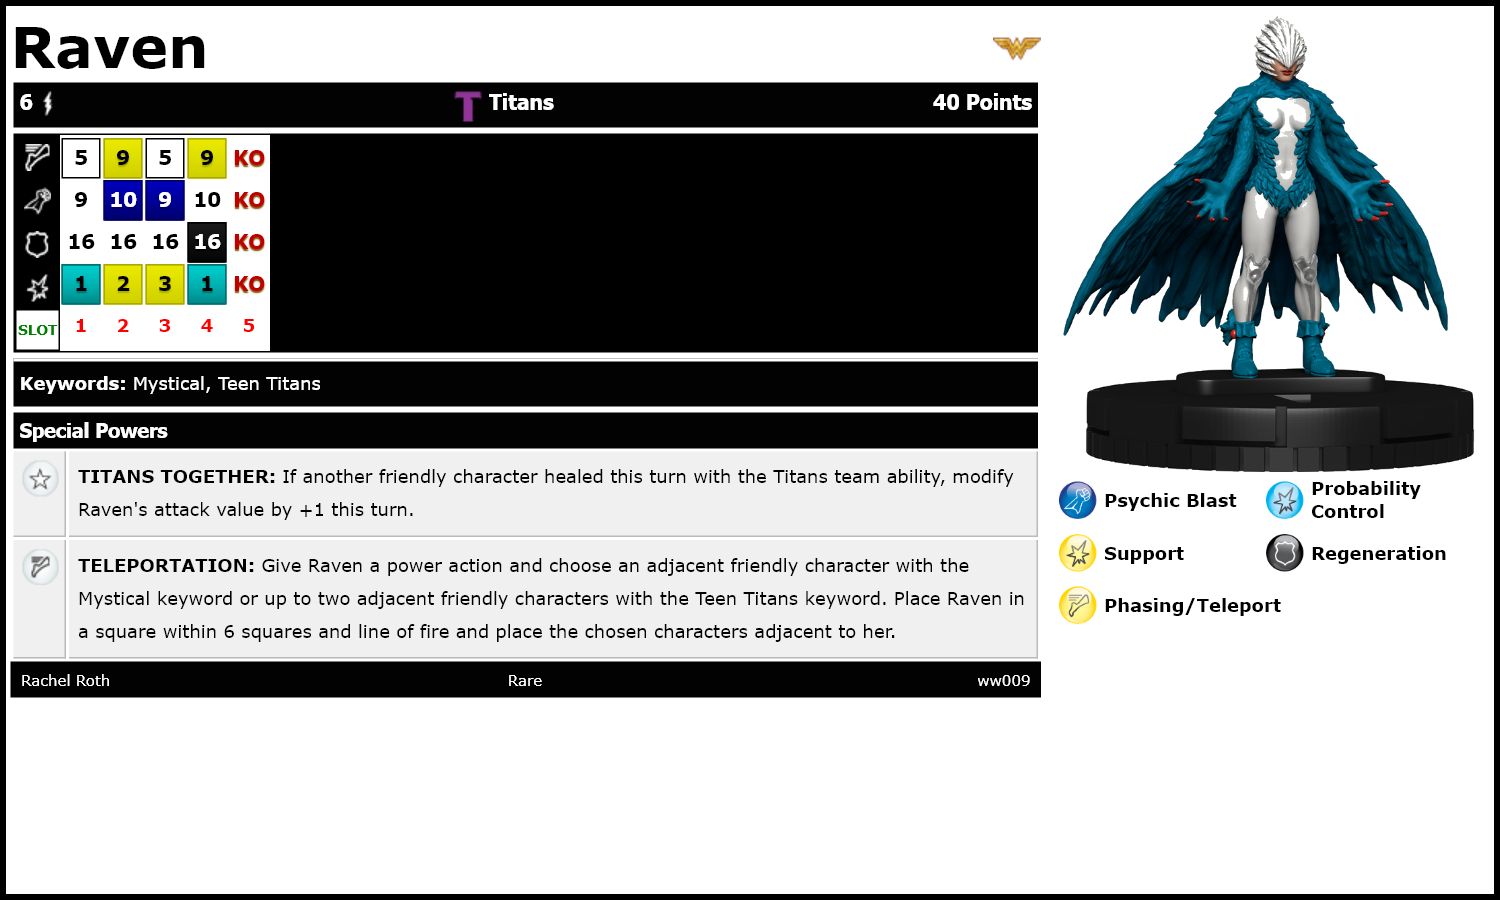 Raven
6 T Titans 40 Points
5 9 5 9 KO
9 10 9 10 KO
16 16 16 16 KO
1 2 3 1 KO
SLOT 1 2 3 4 5
Keywords: Mystical, Teen Titans
Special Powers
TITANS TOGETHER: If another friendly character healed this turn with the Titans team ability, modify
Raven's attack value by +1 this turn.
TELEPORTATION: Give Raven a power action and choose an adjacent friendly character with the
Mystical keyword or up to two adjacent friendly characters with the Teen Titans keyword. Place Raven in
a square within 6 squares and line of fire and place the chosen characters adjacent to her.
Rachel Roth Rare ww009
Psychic Blast
Probability
Control
Support
Regeneration
Phasing/Teleport